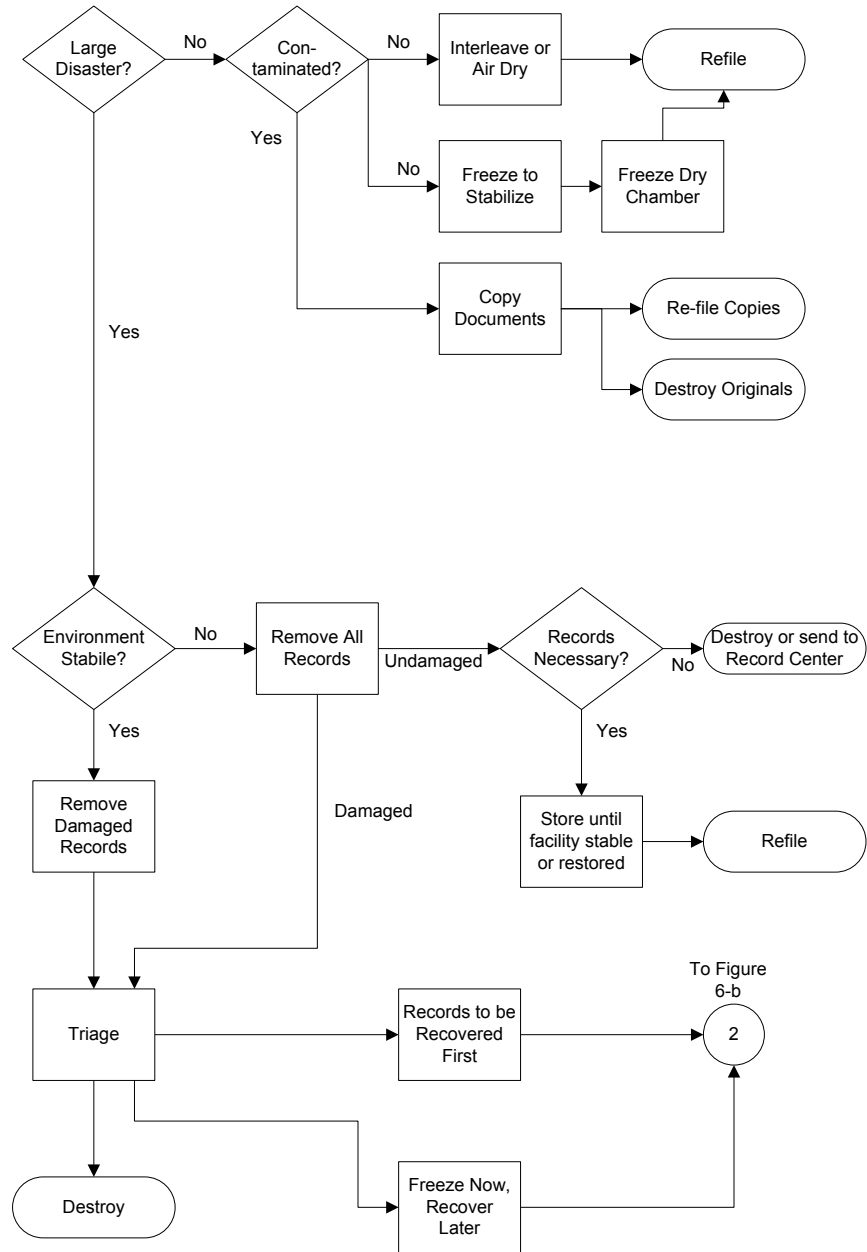 Large
Disaster?
No
Con-
taminated?
No
Interleave or
Air Dry
Refile
Yes
No
Freeze to
Stabilize
Freeze Dry
Chamber
Copy
Documents
Re-file Copies
Yes
Destroy Originals
Environment
Stabile?
No
Remove All
Records
Undamaged
Records
Necessary?
No
Destroy or send to
Record Center
Yes
Yes
Remove
Damaged
Records
Damaged
Store until
facility stable
or restored
Refile
To Figure
6-b
Triage
Records to be
Recovered
First
2
Destroy
Freeze Now,
Recover
Later